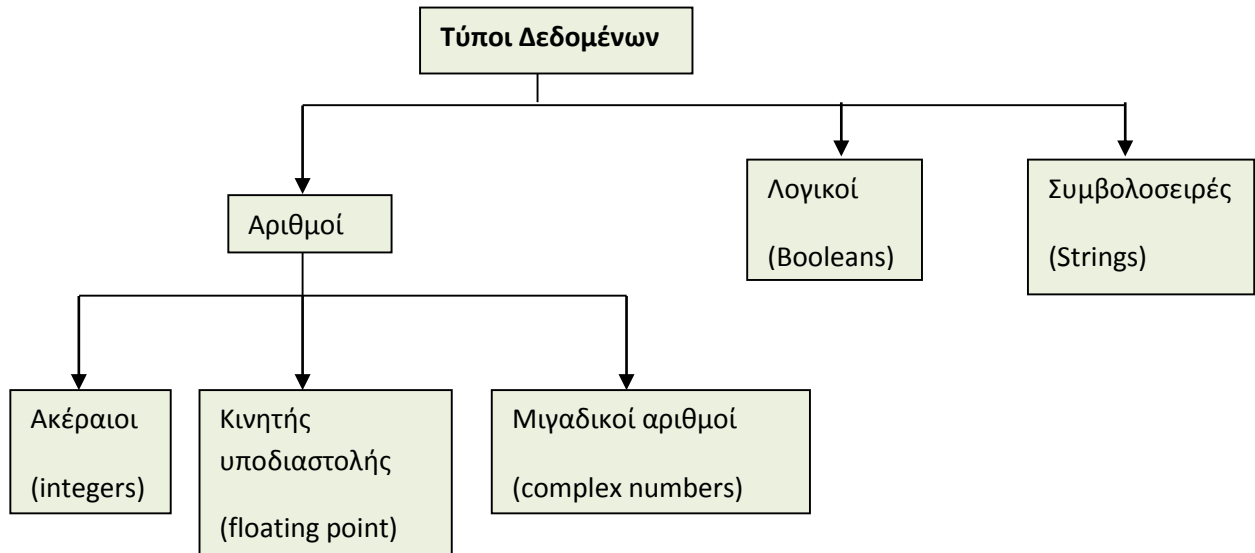 Τύποι Δεδομένων
Αριθμοί
Λογικοί
(Booleans)
Συμβολοσειρές
(Strings)
Ακέραιοι
(integers)
Κινητής
υποδιαστολής
(floating point)
Μιγαδικοί αριθμοί
(complex numbers)